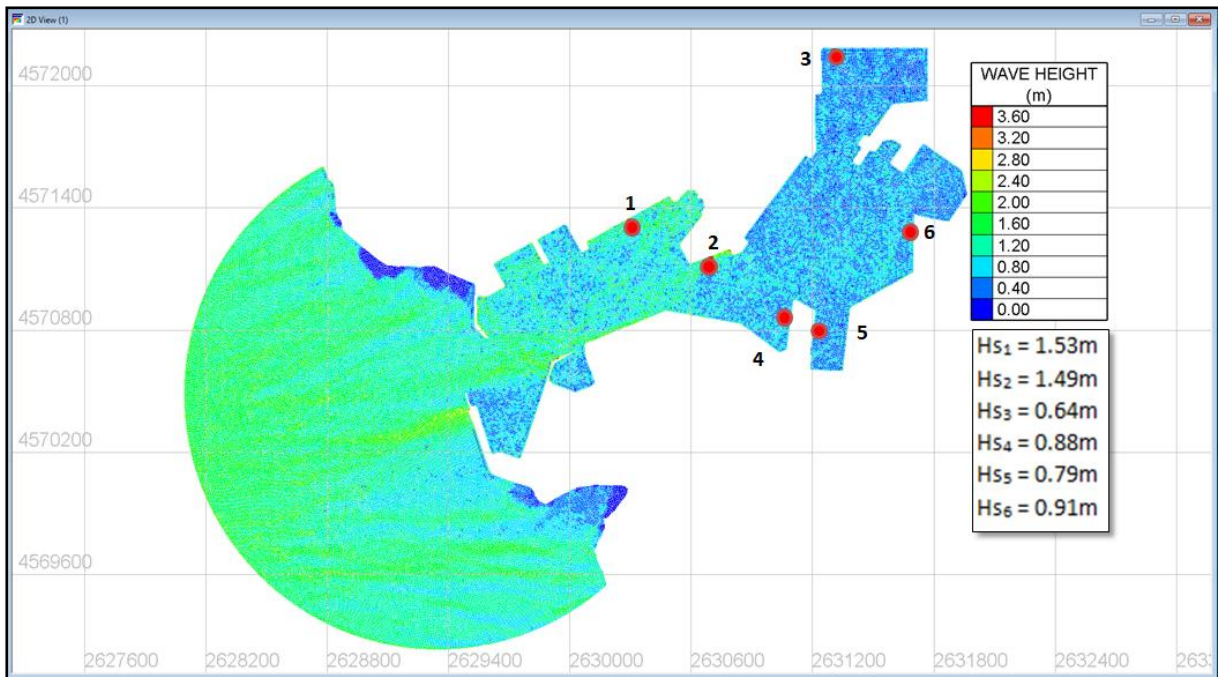 2D View (1)
3
4572000
WAVE HEIGHT
(m)
3.60
3.20
2.80
2.40
2.00
1.60
1.20
0.80
0.40
0.00
4571400
1
2
6
4570800
4
5
Hs1 = 1.53m
Hs2 = 1.49m
Hs3 = 0.64m
Hs4 = 0.88m
Hs5 = 0.79m
Hs6 = 0.91m
4570200
4569600
2627600 2628200 2628800 2629400 2630000 2630600 2631200 2631800 2632400